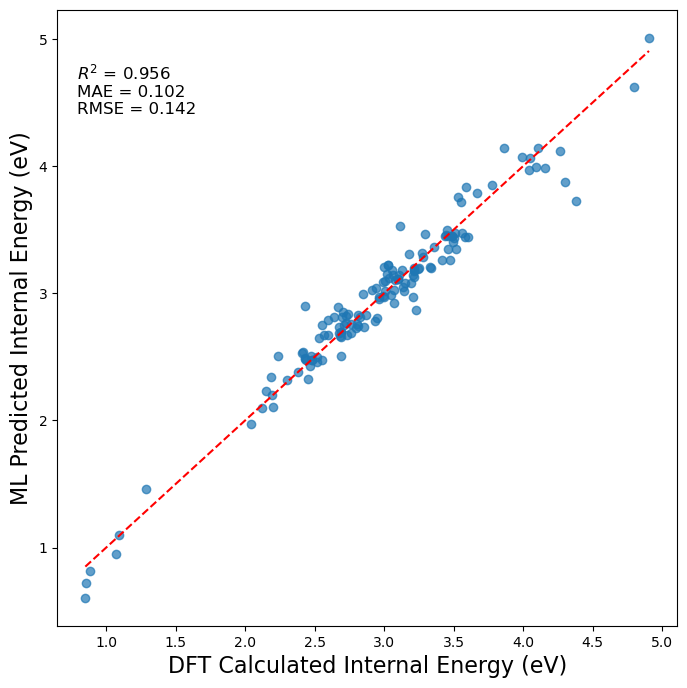 R² = 0.956
MAE = 0.102
RMSE = 0.142
ML Predicted Internal Energy (eV)
5
4
3
2
1
1.0 1.5 2.0 2.5 3.0 3.5 4.0 4.5 5.0
DFT Calculated Internal Energy (eV)